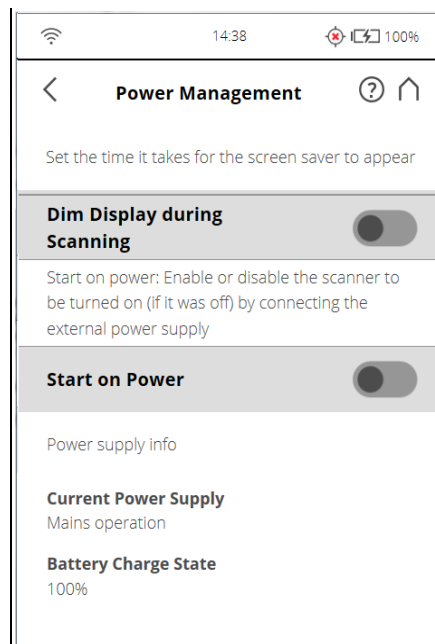 14:38 100%
Power Management ?
Set the time it takes for the screen saver to appear
Dim Display during
Scanning
Start on power: Enable or disable the scanner to
be turned on (if it was off) by connecting the
external power supply
Start on Power
Power supply info
Current Power Supply
Mains operation
Battery Charge State
100%